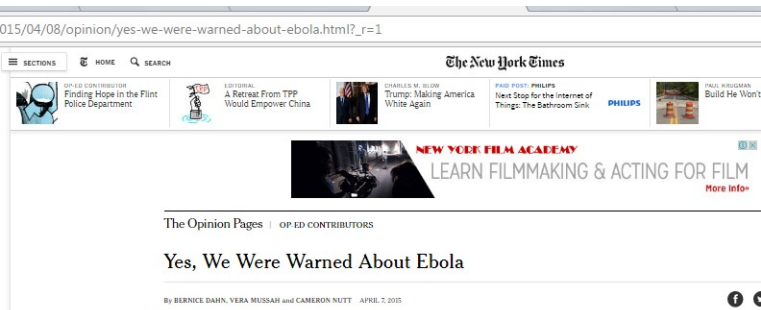 015/04/08/opinion/yes-we-were-warned-about-ebola.html?_r=1
SECTIONS HOME SEARCH The New York Times
OP-ED CONTRIBUTOR
Finding Hope in the Flint
Police Department
EDITORIAL
A Retreat From TPP
Would Empower China
CHARLES M. BLOW
Trump: Making America
White Again
PAID POST: PHILIPS
Next Stop for the Internet of
Things: The Bathroom Sink
PHILIPS
PAUL KRUGMAN
Build He Won't
NEW YORK FILM ACADEMY
LEARN FILMMAKING & ACTING FOR FILM
More Info»
The Opinion Pages | OP-ED CONTRIBUTORS
Yes, We Were Warned About Ebola
By BERNICE DAHN, VERA MUSSAH and CAMERON NUTT APRIL 7, 2015